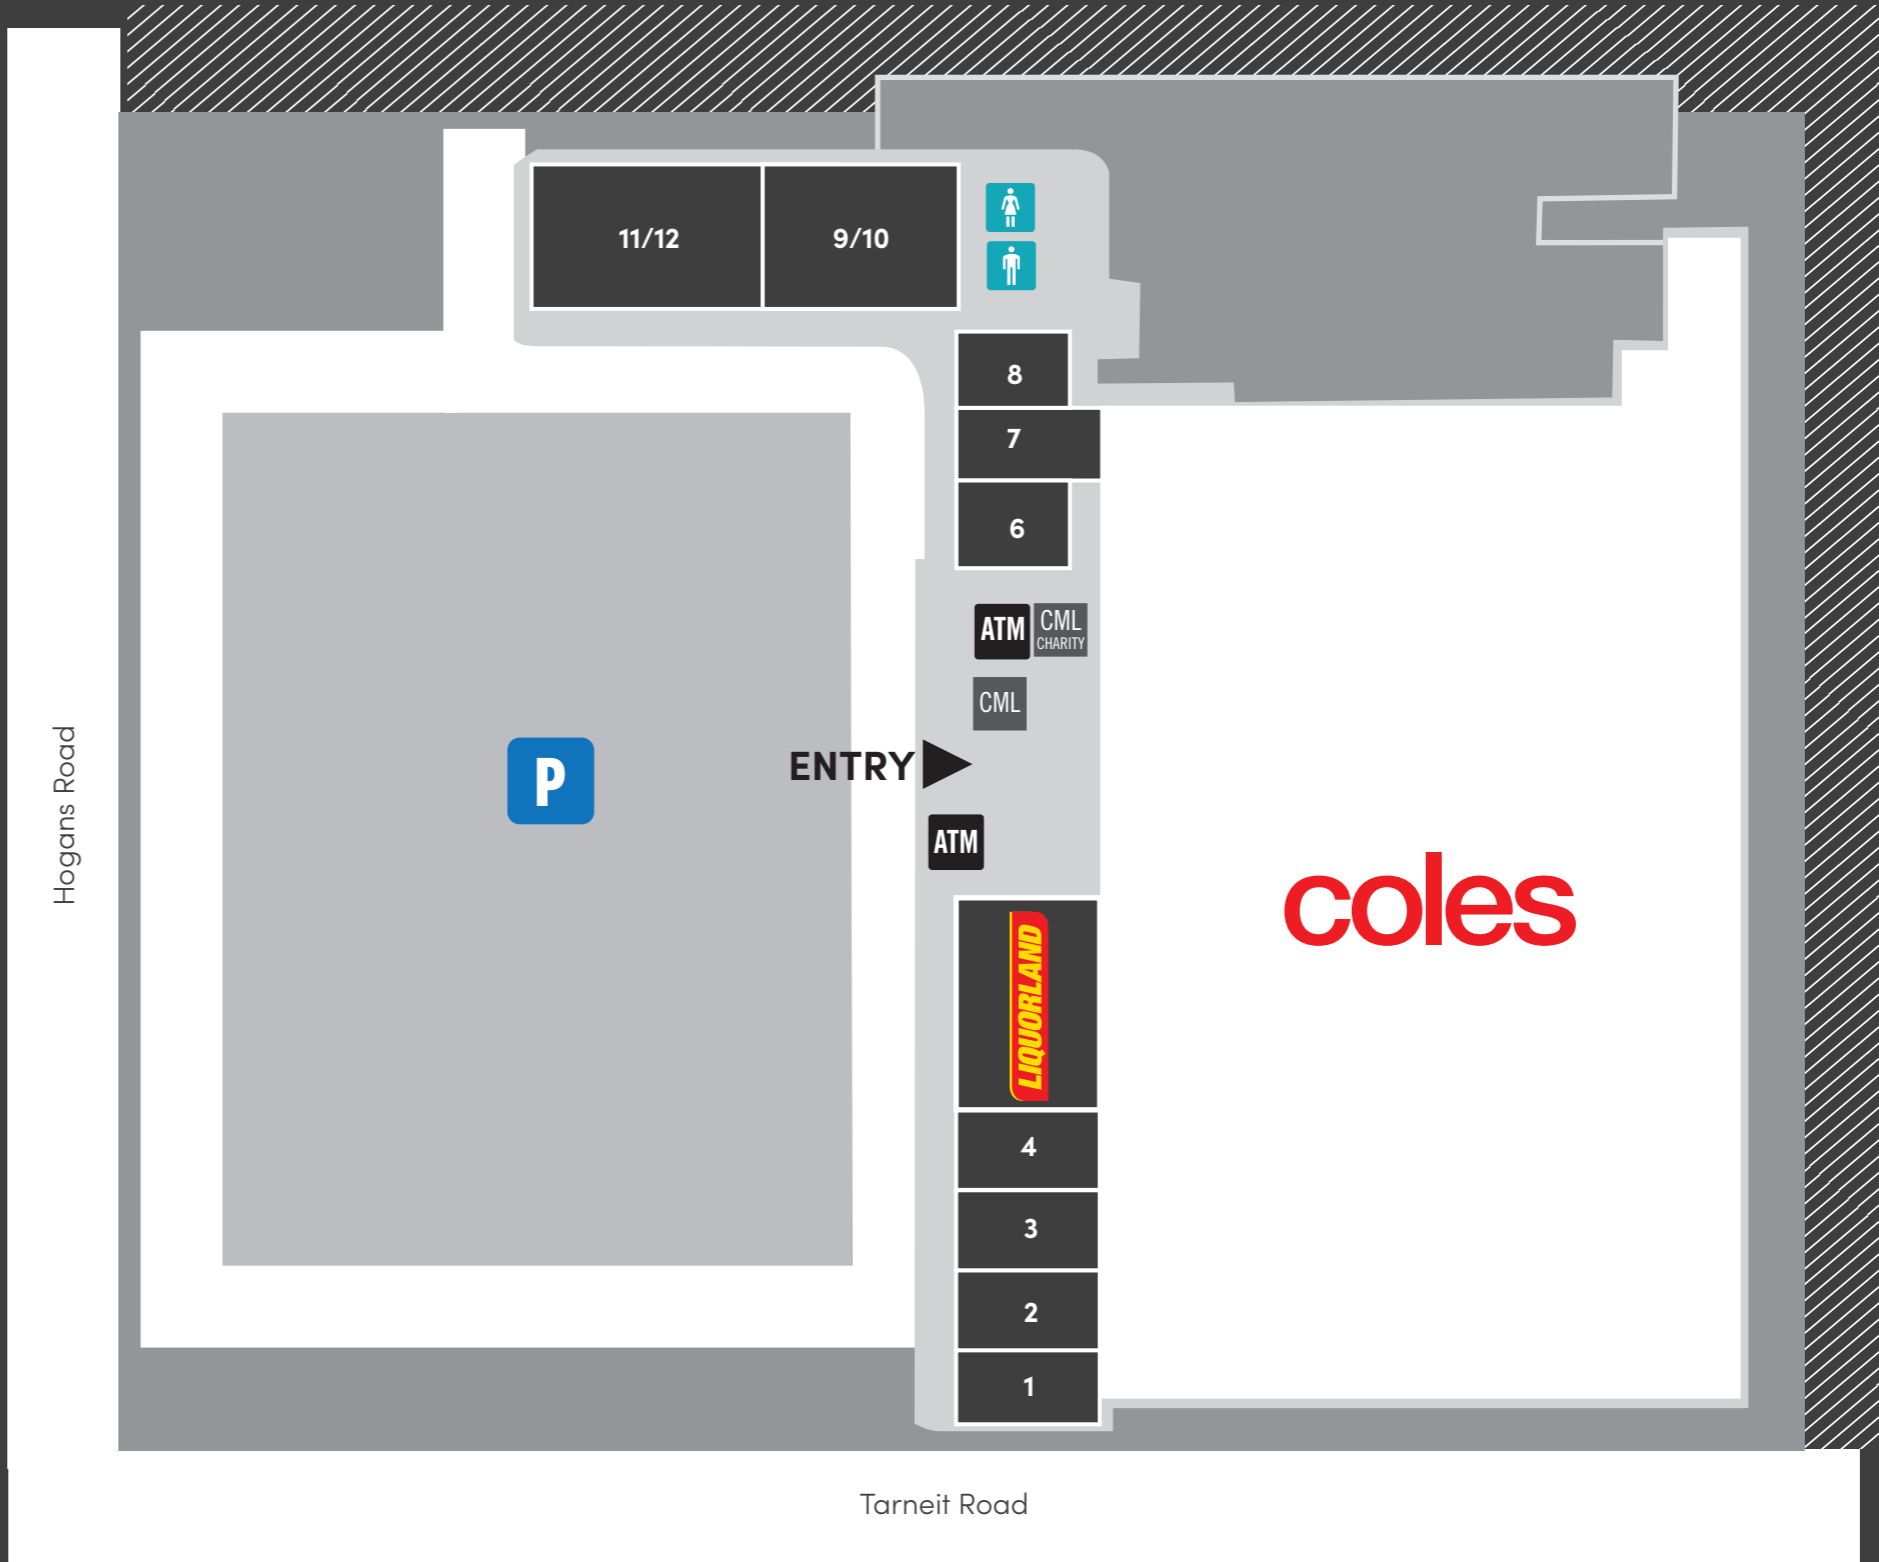 11/12
9/10
8
7
6
ATM
CML
CHARITY
CML
ENTRY
P
ATM
Hogans Road
coles
LIQUORLAND
4
3
2
1
Tarneit Road